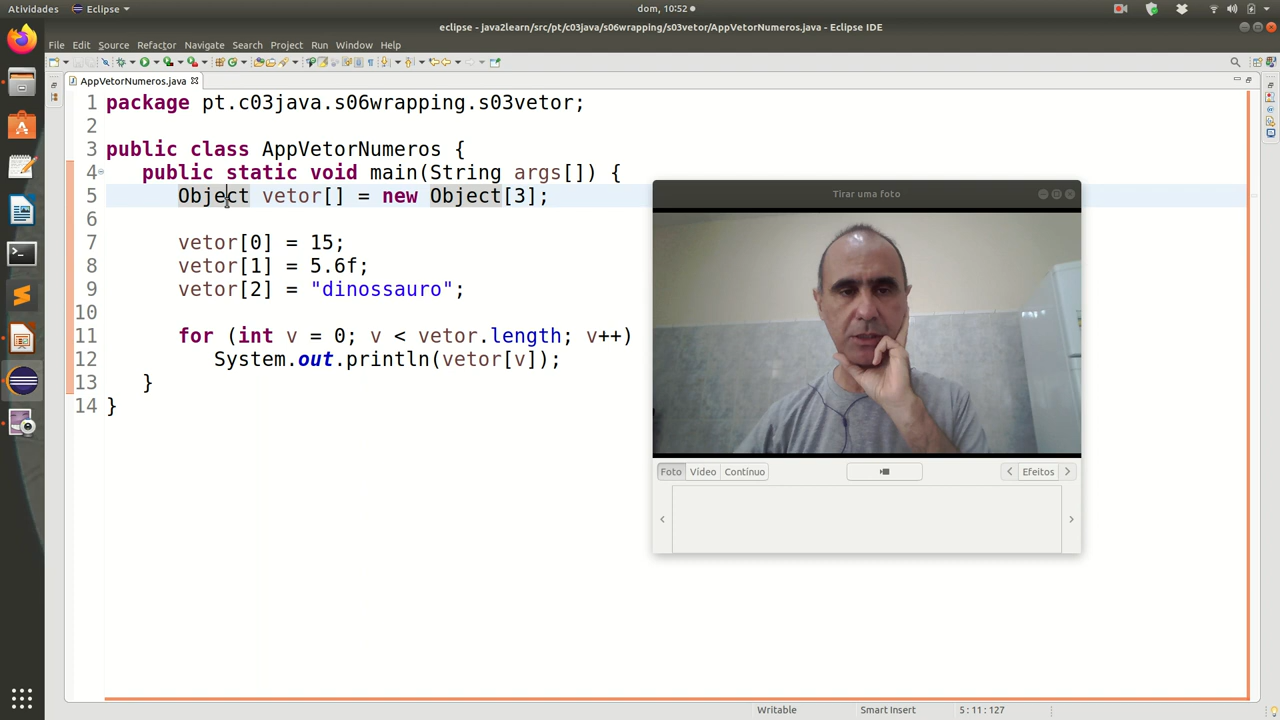 Atividades
Eclipse
dom, 10:52
eclipse - java2learn/src/pt/c03java/s06wrapping/s03vetor/AppVetorNumeros.java - Eclipse IDE
File Edit Source Refactor Navigate Search Project Run Window Help
AppVetorNumeros.java
1 package pt.c03java.s06wrapping.s03vetor;
2
3 public class AppVetorNumeros {
4 public static void main(String args[]) {
5 Object vetor[] = new Object[3];
6
7 vetor[0] = 15;
8 vetor[1] = 5.6f;
9 vetor[2] = "dinossauro";
10
11 for (int v = 0; v < vetor.length; v++)
12 System.out.println(vetor[v]);
13 }
14 }
Tirar uma foto
Foto Vídeo Contínuo
Efeitos
Writable
Smart Insert
5 : 11 : 127